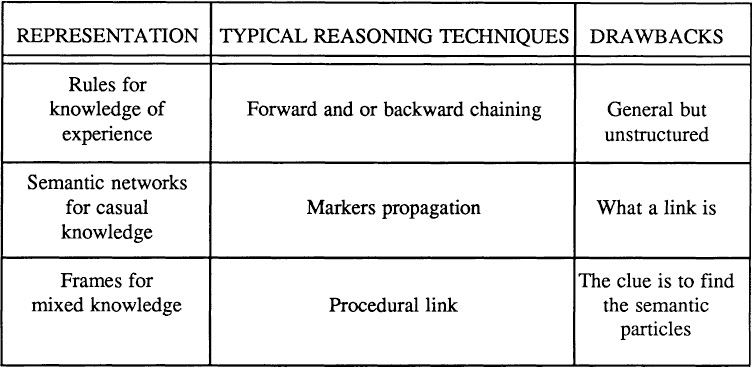 REPRESENTATION TYPICAL REASONING TECHNIQUES DRAWBACKS
Rules for
knowledge of
experience
Forward and or backward chaining
General but
unstructured
Semantic networks
for casual
knowledge
Markers propagation
What a link is
Frames for
mixed knowledge
Procedural link
The clue is to find
the semantic
particles